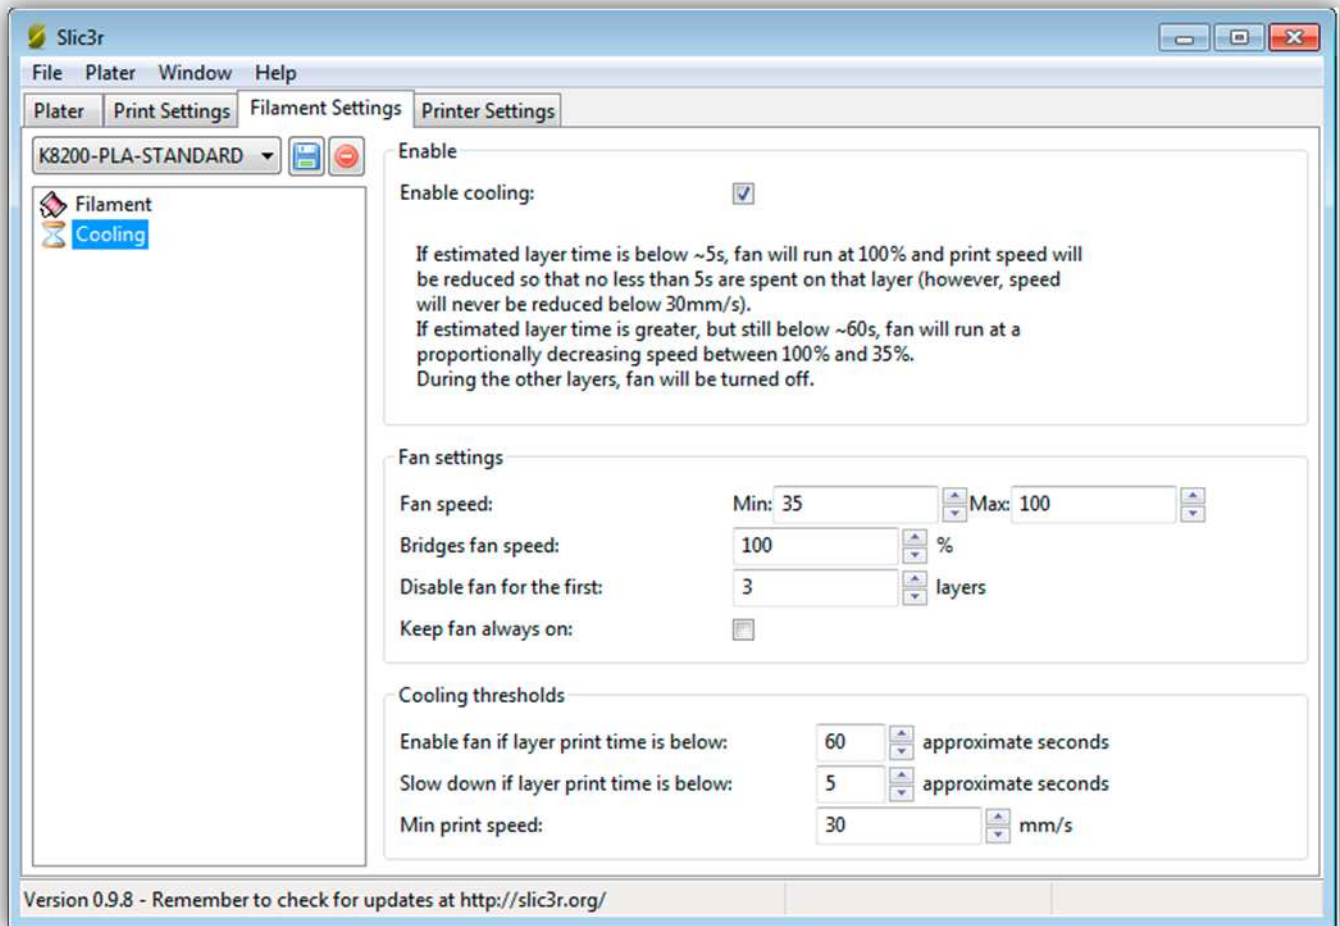 Slic3r
File Plater Window Help
Plater Print Settings Filament Settings Printer Settings
K8200-PLA-STANDARD
Filament
Cooling
Enable
Enable cooling:
If estimated layer time is below ~5s, fan will run at 100% and print speed will
be reduced so that no less than 5s are spent on that layer (however, speed
will never be reduced below 30mm/s).
If estimated layer time is greater, but still below ~60s, fan will run at a
proportionally decreasing speed between 100% and 35%.
During the other layers, fan will be turned off.
Fan settings
Fan speed: Min: 35 Max: 100
Bridges fan speed: 100 %
Disable fan for the first: 3 layers
Keep fan always on:
Cooling thresholds
Enable fan if layer print time is below: 60 approximate seconds
Slow down if layer print time is below: 5 approximate seconds
Min print speed: 30 mm/s
Version 0.9.8 - Remember to check for updates at http://slic3r.org/